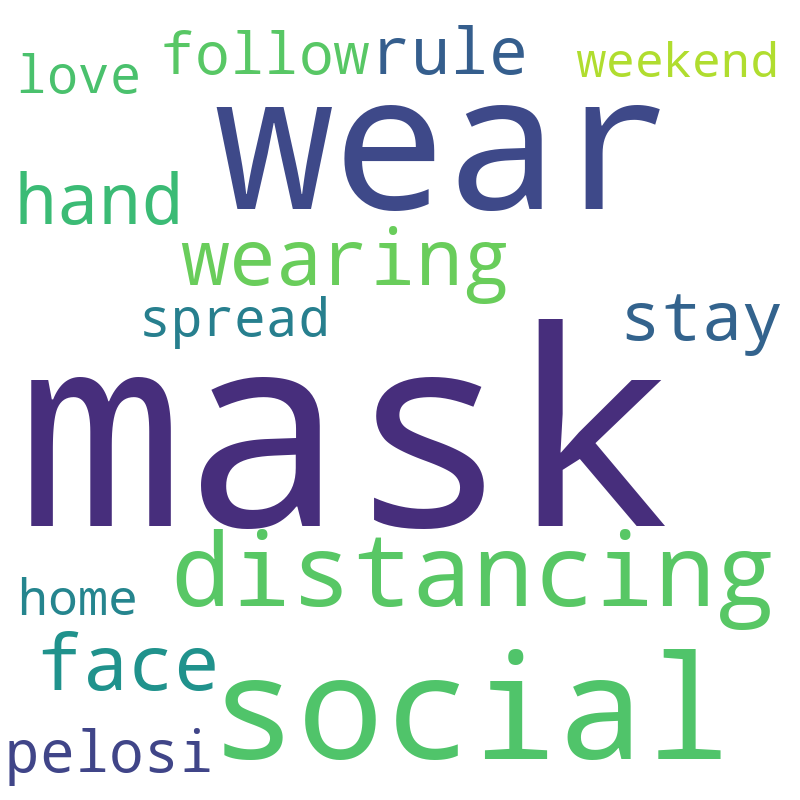 love follow rule weekend
wear
hand
wearing
spread stay
mask
distancing
home
face
social
pelosi